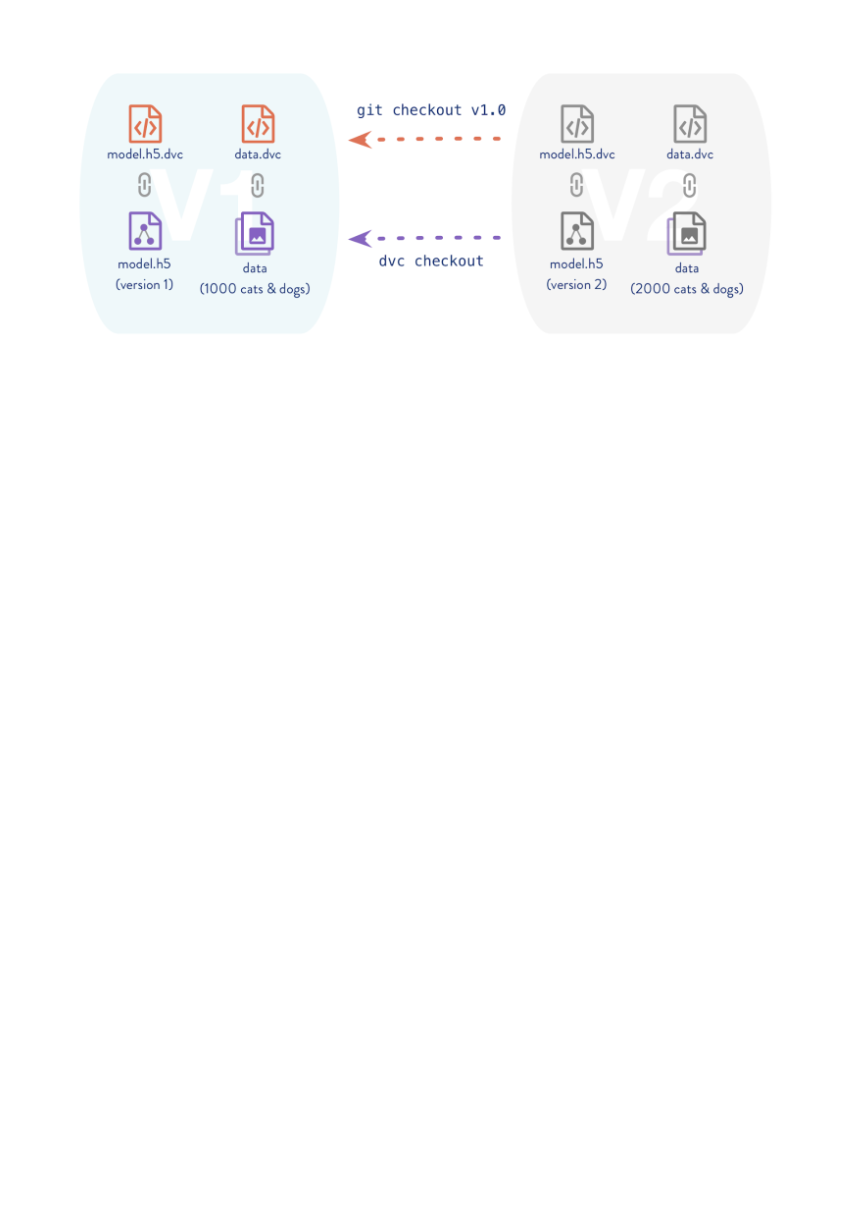 git checkout v1.0
model.h5.dvc
data.dvc
V1
model.h5
(version 1)
data
(1000 cats & dogs)
dvc checkout
model.h5.dvc
data.dvc
V2
model.h5
(version 2)
data
(2000 cats & dogs)